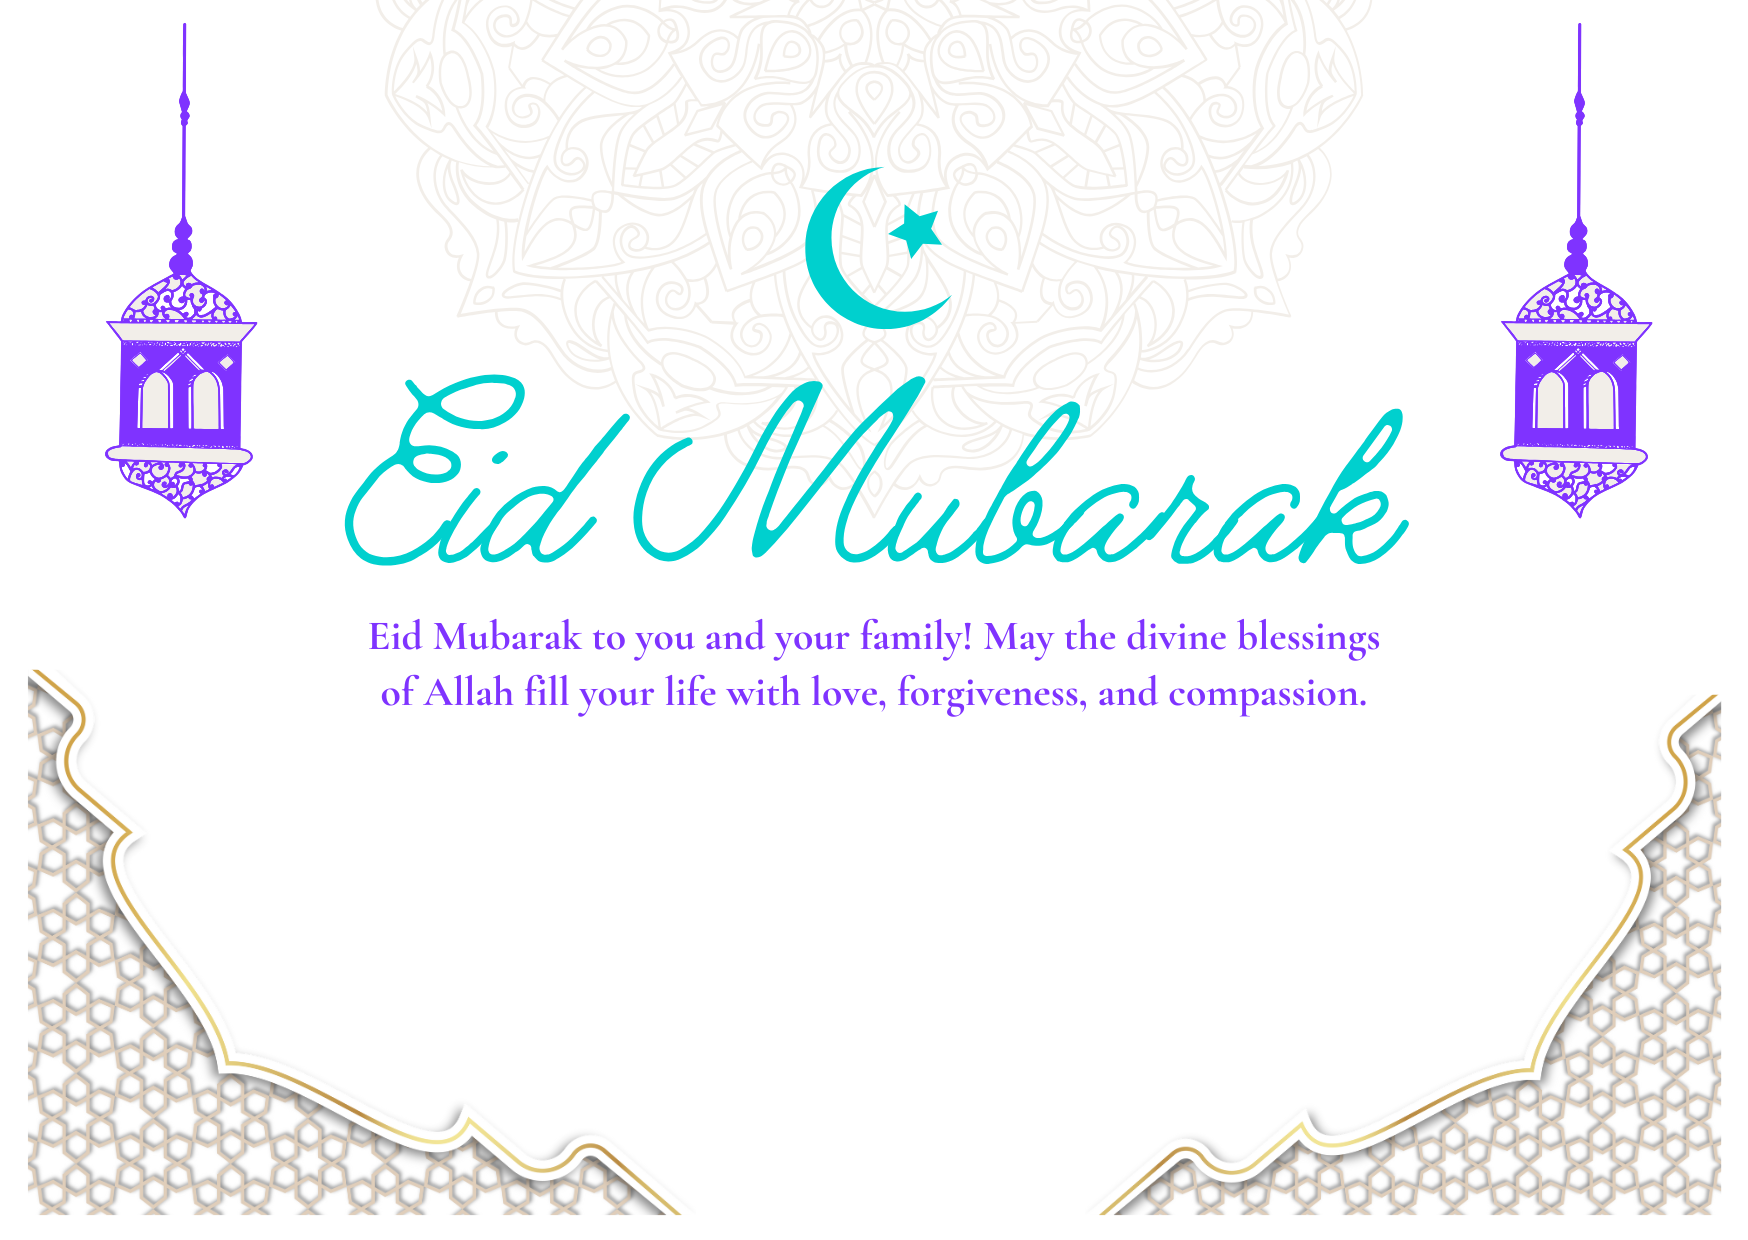 Eid Mubarak
Eid Mubarak to you and your family! May the divine blessings
of Allah fill your life with love, forgiveness, and compassion.